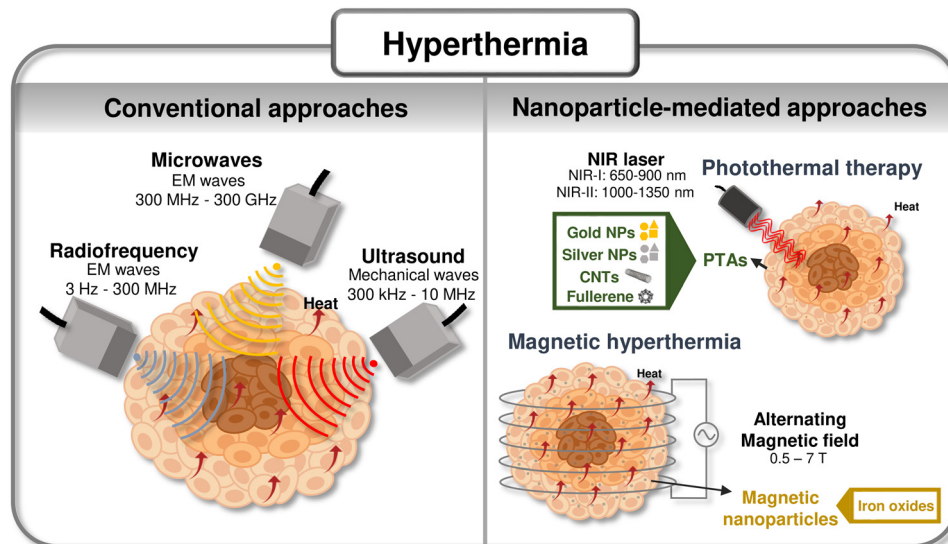 Hyperthermia
Conventional approaches
Microwaves
EM waves
300 MHz - 300 GHz
Radiofrequency
EM waves
3 Hz - 300 MHz
Ultrasound
Mechanical waves
300 kHz - 10 MHz
Heat
Nanoparticle-mediated approaches
NIR laser
NIR-I: 650-900 nm
NIR-II: 1000-1350 nm
Photothermal therapy
Heat
Gold NPs
Silver NPs
CNTs
Fullerene
PTAs
Magnetic hyperthermia
Heat
Alternating
Magnetic field
0.5 – 7 T
Magnetic
nanoparticles
Iron oxides